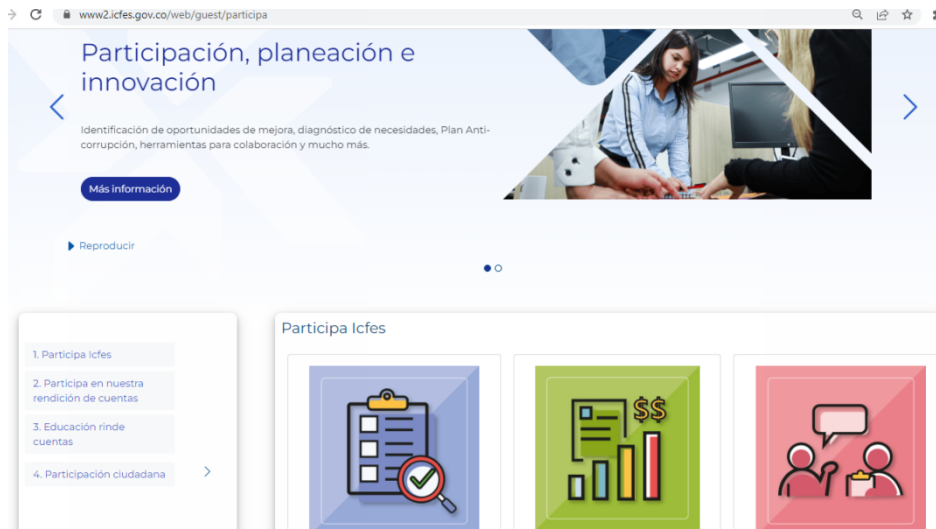 www2.icfes.gov.co/web/guest/participa
Participación, planeación e
innovación
Identificación de oportunidades de mejora, diagnóstico de necesidades, Plan Anti-
corrupción, herramientas para colaboración y mucho más.
Más información
Reproducir
Participa Icfes
1. Participa Icfes
2. Participa en nuestra
rendición de cuentas
3. Educación rinde
cuentas
4. Participación ciudadana
$$